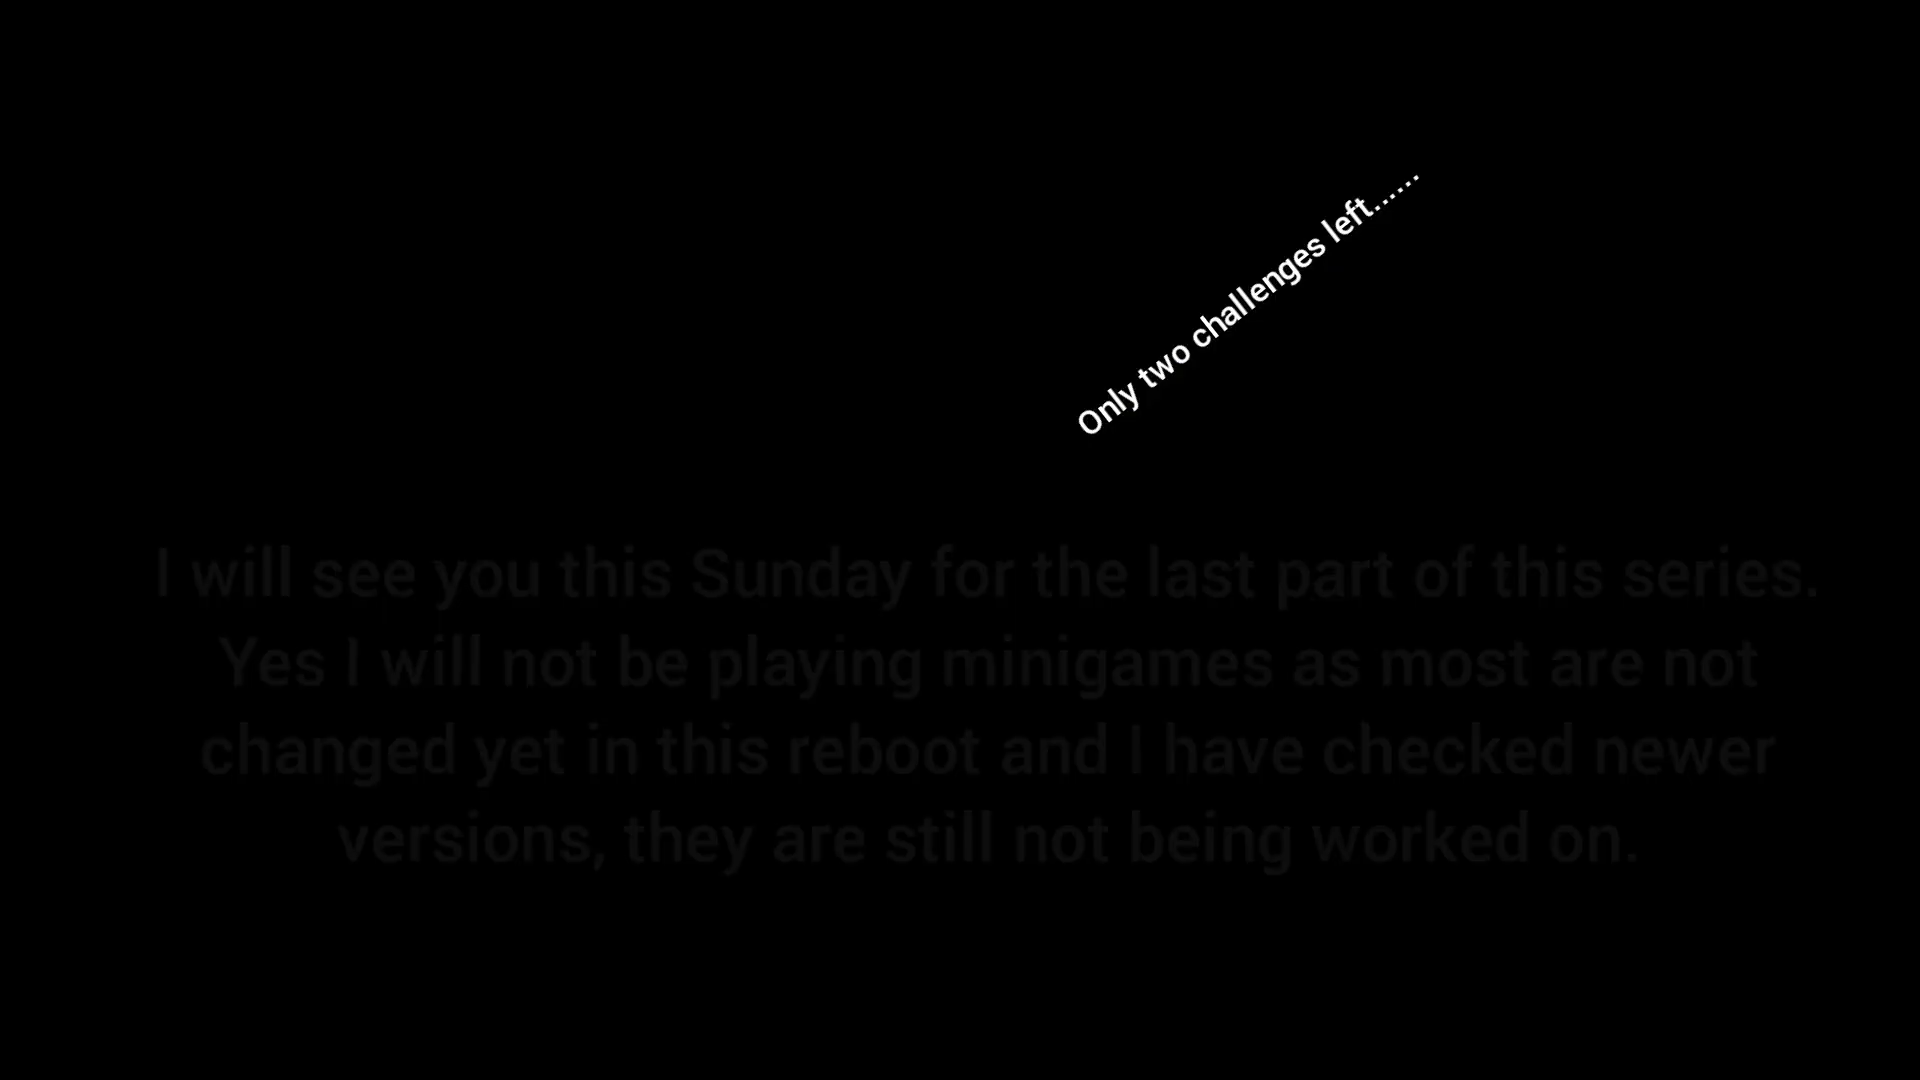 Only two challenges left......
I will see you this Sunday for the last part of this series.
Yes I will not be playing minigames as most are not
changed yet in this reboot and I have checked newer
versions, they are still not being worked on.